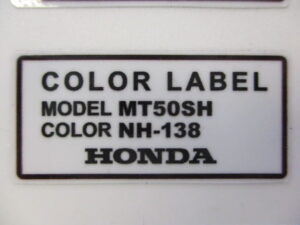 COLOR LABEL
MODEL MT50SH
COLOR NH-138
HONDA